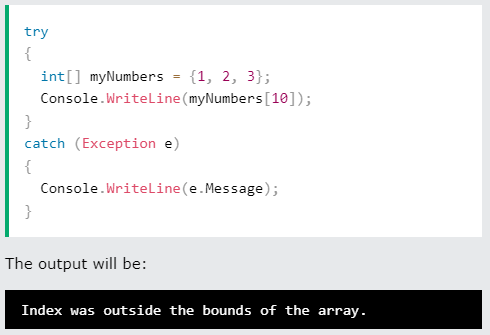 try
{
  int[] myNumbers = {1, 2, 3};
  Console.WriteLine(myNumbers[10]);
}
catch (Exception e)
{
  Console.WriteLine(e.Message);
}
The output will be:
Index was outside the bounds of the array.